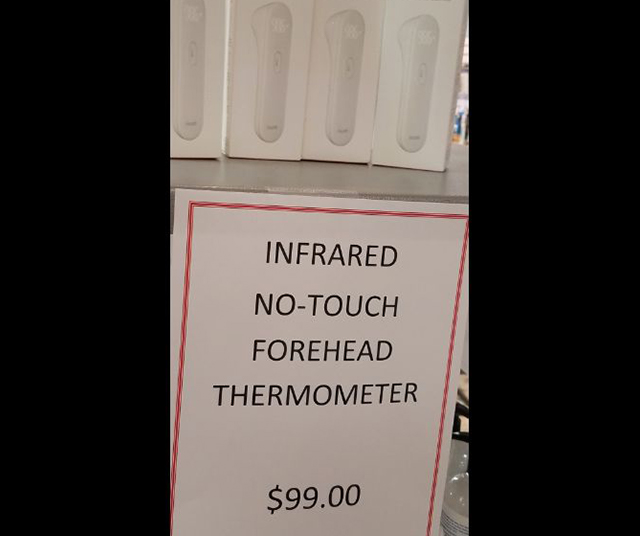 INFRARED
NO-TOUCH
FOREHEAD
THERMOMETER
$99.00